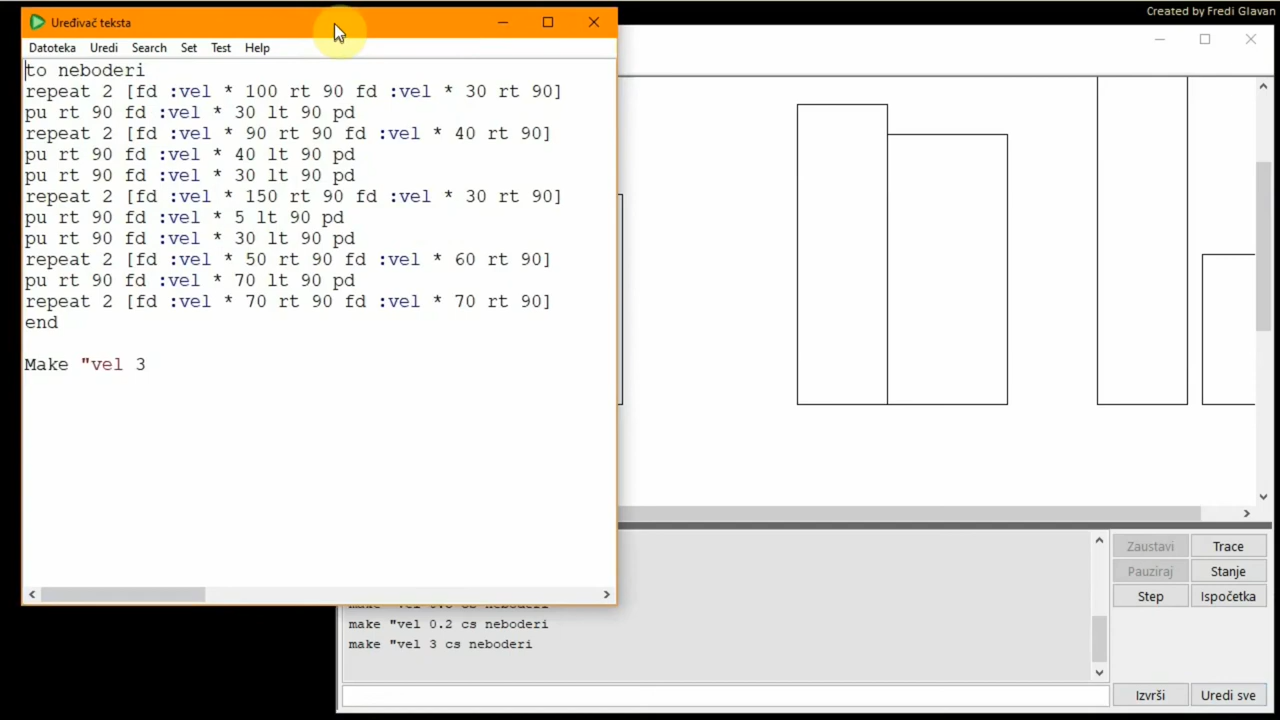 Created by Fredi Glavan
Uređivač teksta
Datoteka Uredi Search Set Test Help
to neboderi
repeat 2 [fd :vel * 100 rt 90 fd :vel * 30 rt 90]
pu rt 90 fd :vel * 30 lt 90 pd
repeat 2 [fd :vel * 90 rt 90 fd :vel * 40 rt 90]
pu rt 90 fd :vel * 40 lt 90 pd
pu rt 90 fd :vel * 30 lt 90 pd
repeat 2 [fd :vel * 150 rt 90 fd :vel * 30 rt 90]
pu rt 90 fd :vel * 5 lt 90 pd
pu rt 90 fd :vel * 30 lt 90 pd
repeat 2 [fd :vel * 50 rt 90 fd :vel * 60 rt 90]
pu rt 90 fd :vel * 70 lt 90 pd
repeat 2 [fd :vel * 70 rt 90 fd :vel * 70 rt 90]
end
Make "vel 3
make "vel 0.2 cs neboderi
make "vel 3 cs neboderi
Zaustavi Trace
Pauziraj Stanje
Step Ispočetka
Izvrši Uredi sve